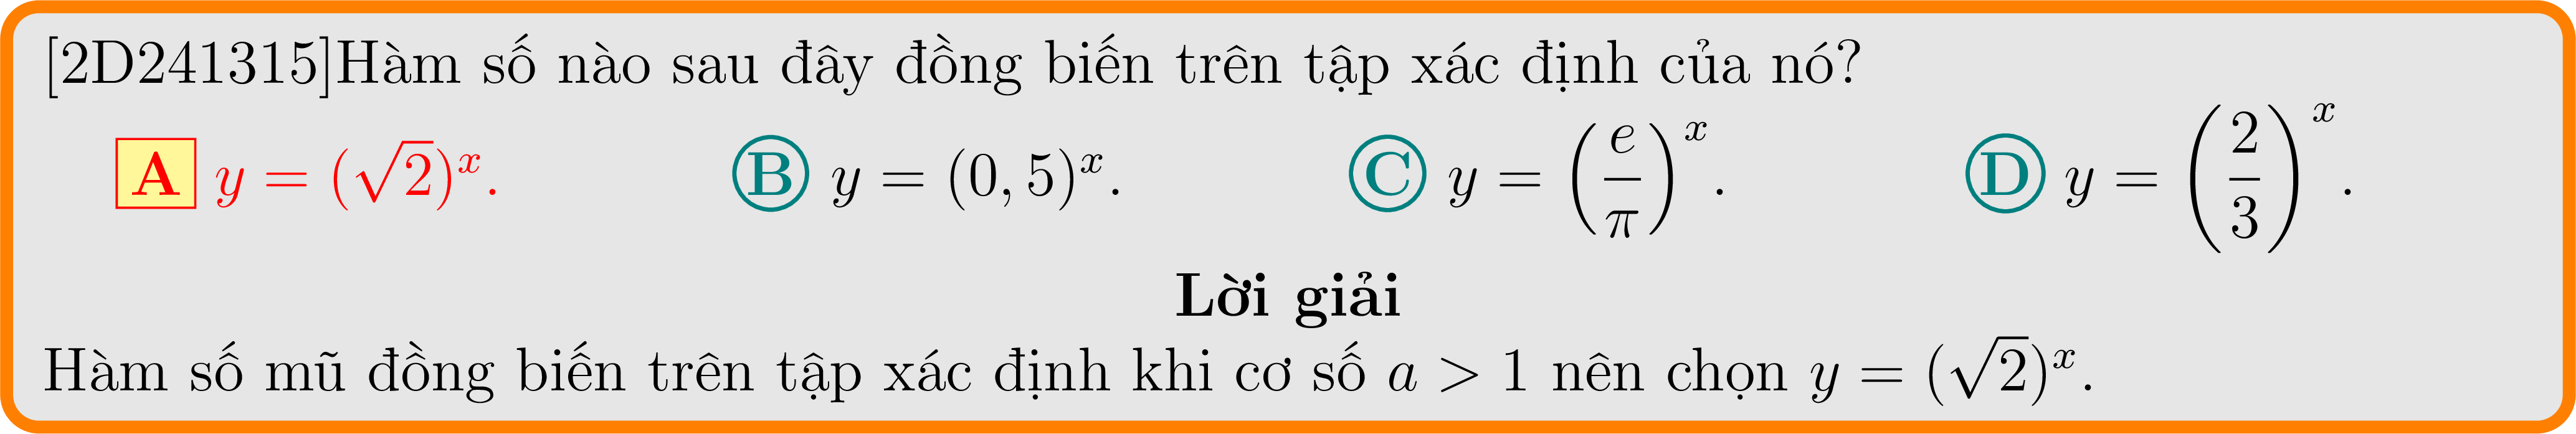 [2D241315]Hàm số nào sau đây đồng biến trên tập xác định của nó?
A y = (√2)^x. B y = (0, 5)^x. C y = (e/π)^x. D y = (2/3)^x.
Lời giải
Hàm số mũ đồng biến trên tập xác định khi cơ số a > 1 nên chọn y = (√2)^x.